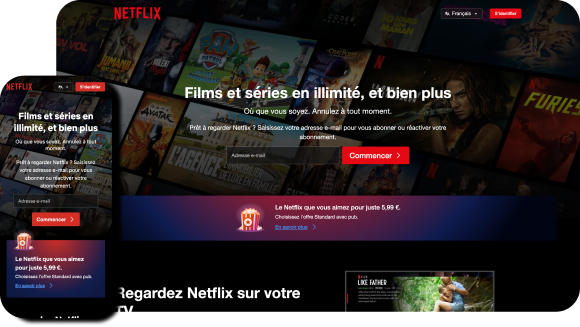 NETFLIX
Français
S'identifier
Films et séries en illimité, et bien plus
Où que vous soyez. Annulez à tout moment.
Prêt à regarder Netflix ? Saisissez votre adresse e-mail pour vous abonner ou réactiver votre
abonnement.
Adresse e-mail
Commencer
Le Netflix que vous aimez pour juste 5,99 €.
Choisissez l'offre Standard avec pub.
En savoir plus
Regardez Netflix sur votre
TV
LIKE FATHER
FURIES
AVATAR
PAW PATROL
NETFLIX
S'identifier
Films et séries en
illimité, et bien plus
Où que vous soyez. Annulez à tout
moment.
Prêt à regarder Netflix ? Saisissez
votre adresse e-mail pour vous
abonner ou réactiver votre
abonnement.
Adresse e-mail
Commencer
Le Netflix que vous aimez
pour juste 5,99 €.
Choisissez l'offre Standard avec pub.
En savoir plus